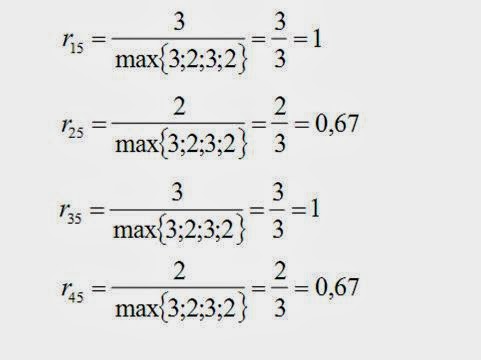 r₁₅ = 3 / max{3;2;3;2} = 3/3 = 1
r₂₅ = 2 / max{3;2;3;2} = 2/3 = 0,67
r₃₅ = 3 / max{3;2;3;2} = 3/3 = 1
r₄₅ = 2 / max{3;2;3;2} = 2/3 = 0,67